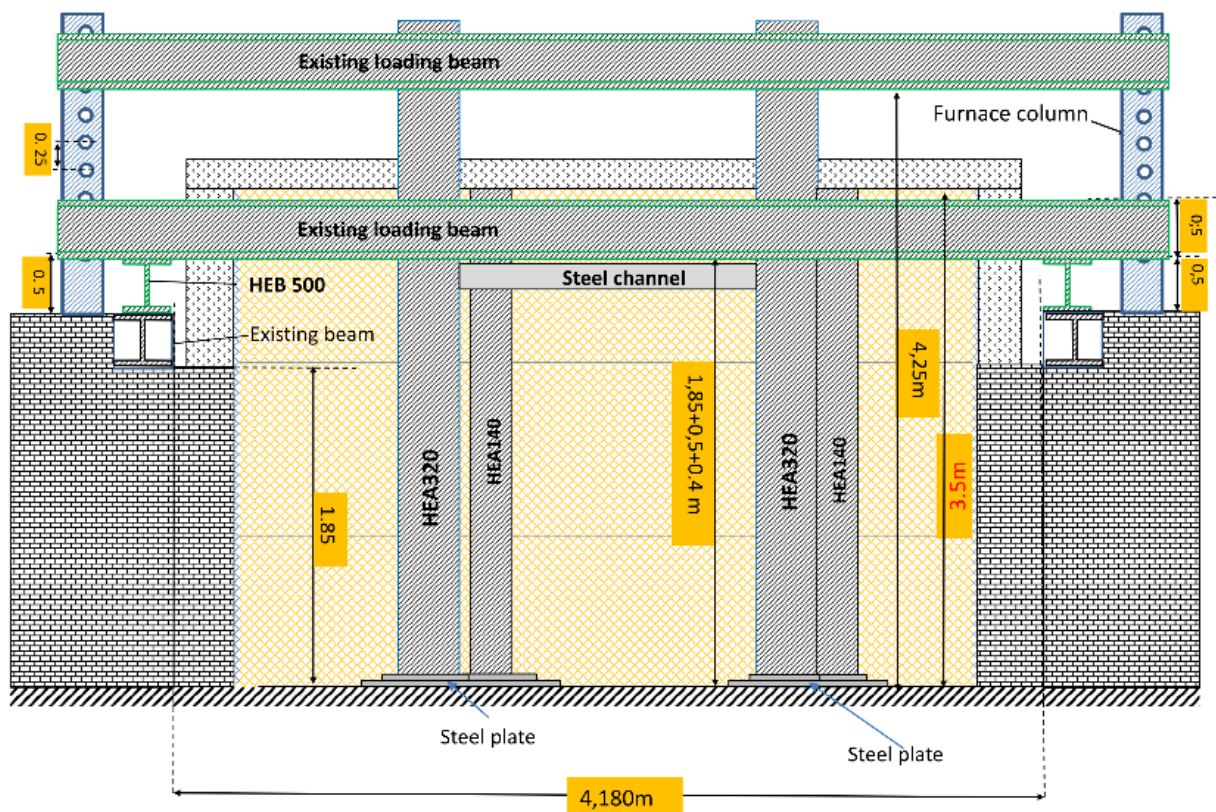 Existing loading beam
Furnace column
0. 25
Existing loading beam
0,5
0. 5
HEB 500
Steel channel
0,5
Existing beam
4,25m
1,85+0,5+0.4 m
HEA320
HEA140
HEA320
HEA140
3.5m
1.85
Steel plate
Steel plate
4,180m